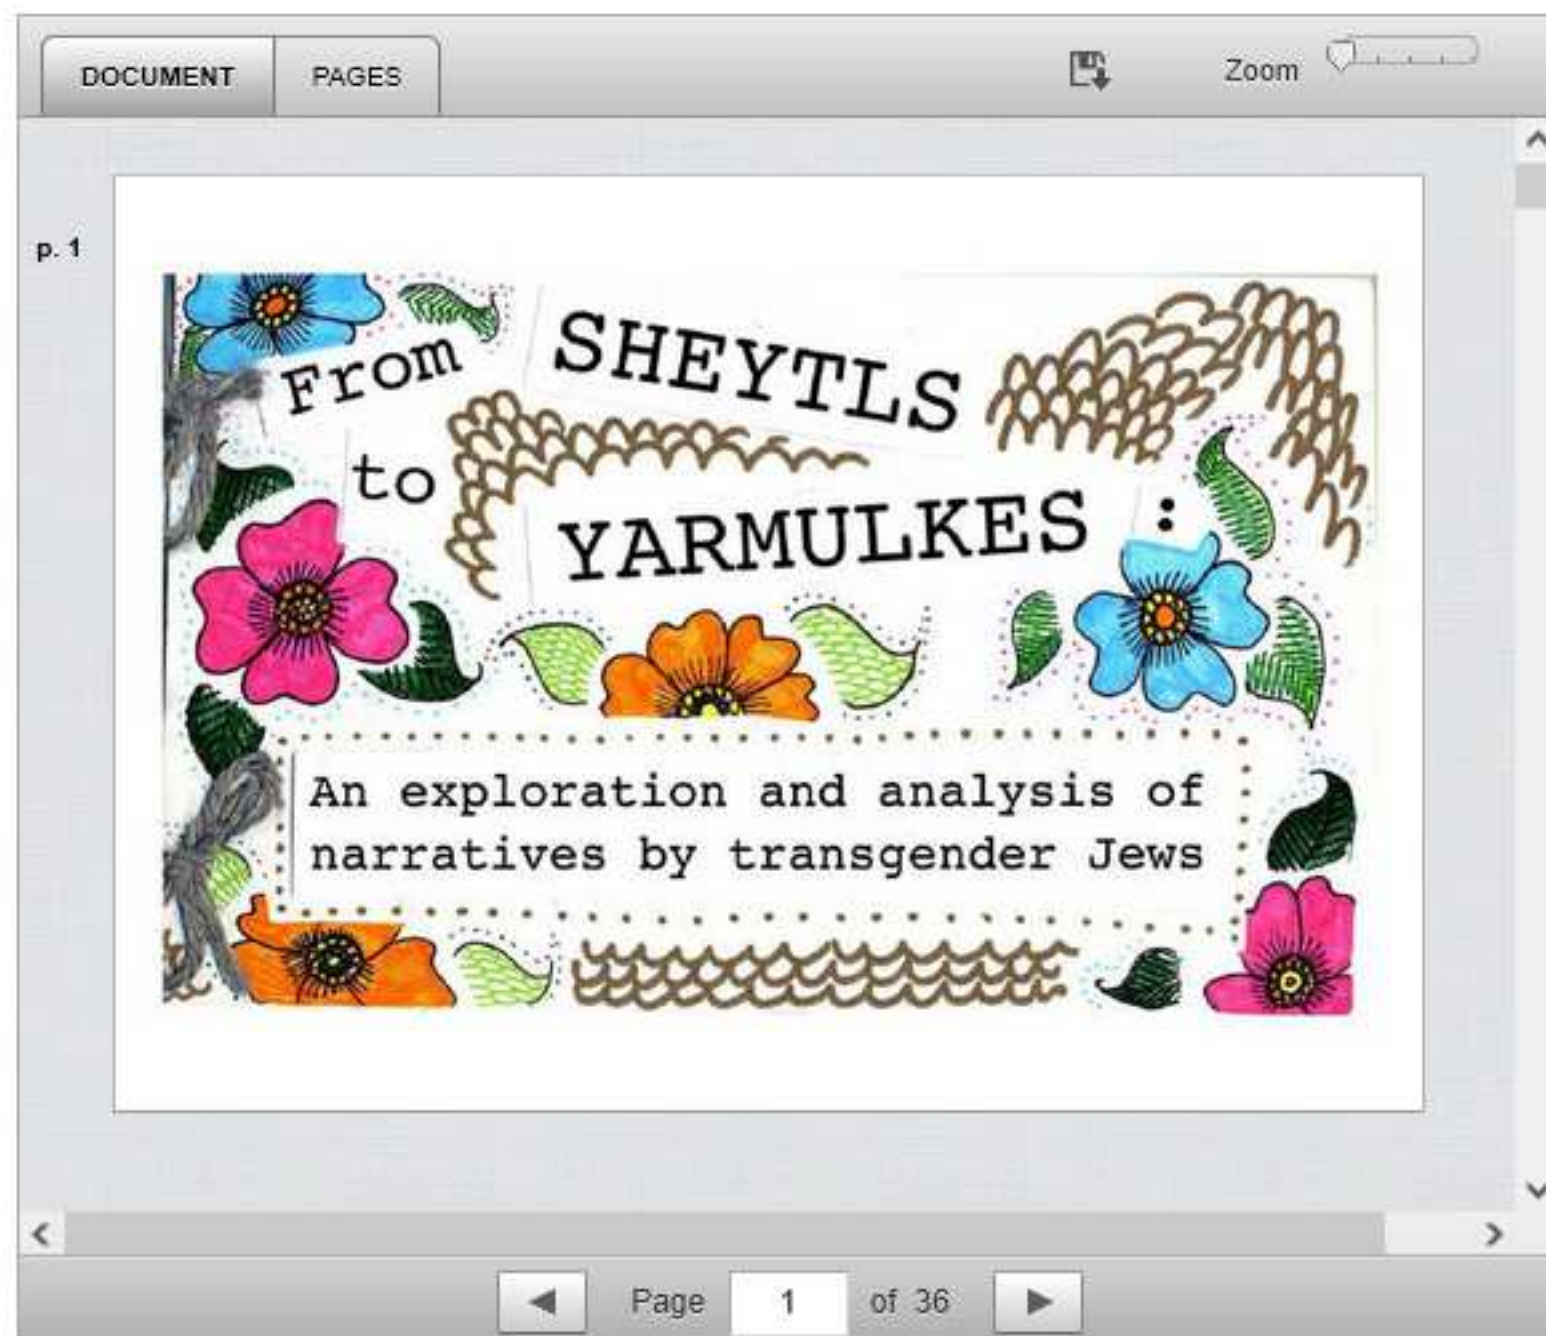 DOCUMENT PAGES Zoom
p. 1
From SHEYTLS
to YARMULKES :
An exploration and analysis of
narratives by transgender Jews
Page 1 of 36